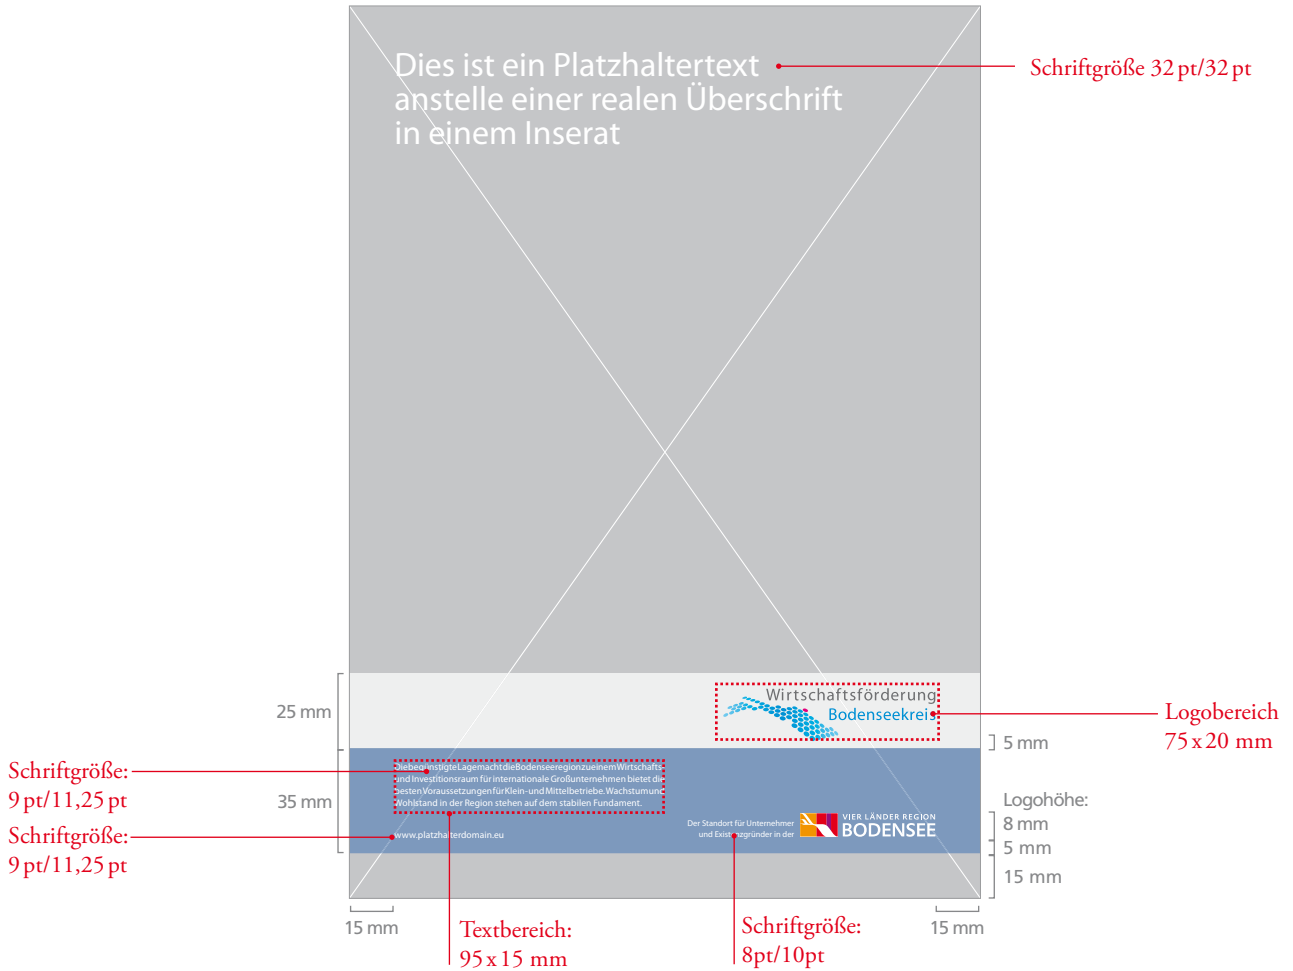 Dies ist ein Platzhaltertext
anstelle einer realen Überschrift
in einem Inserat
Schriftgröße 32 pt/32 pt
25 mm
Wirtschaftsförderung
Bodenseekreis
Logobereich
75 x 20 mm
5 mm
Schriftgröße:
9 pt/11,25 pt
35 mm
Die begünstigte Lage macht die Bodenseeregion zu einem Wirtschafts-
und Investitionsraum für internationale Großunternehmen bietet die
besten Voraussetzungen für Klein- und Mittelbetriebe. Wachstum und
Wohlstand in der Region stehen auf dem stabilen Fundament.
Schriftgröße:
9 pt/11,25 pt
www.platzhalterdomain.eu
Der Standort für Unternehmer
und Existenzgründer in der
VIER LÄNDER REGION
BODENSEE
Logohöhe:
8 mm
5 mm
15 mm
15 mm
Textbereich:
95 x 15 mm
Schriftgröße:
8pt/10pt
15 mm